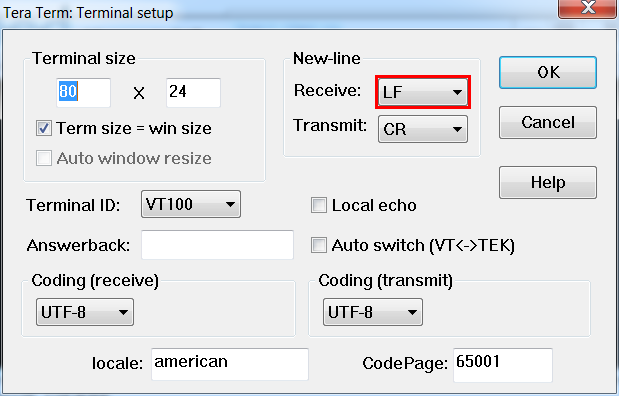 Tera Term: Terminal setup
Terminal size
80 X 24
Term size = win size
Auto window resize
New-line
Receive: LF
Transmit: CR
OK
Cancel
Help
Terminal ID: VT100
Local echo
Answerback:
Auto switch (VT<->TEK)
Coding (receive)
UTF-8
Coding (transmit)
UTF-8
locale: american
CodePage: 65001